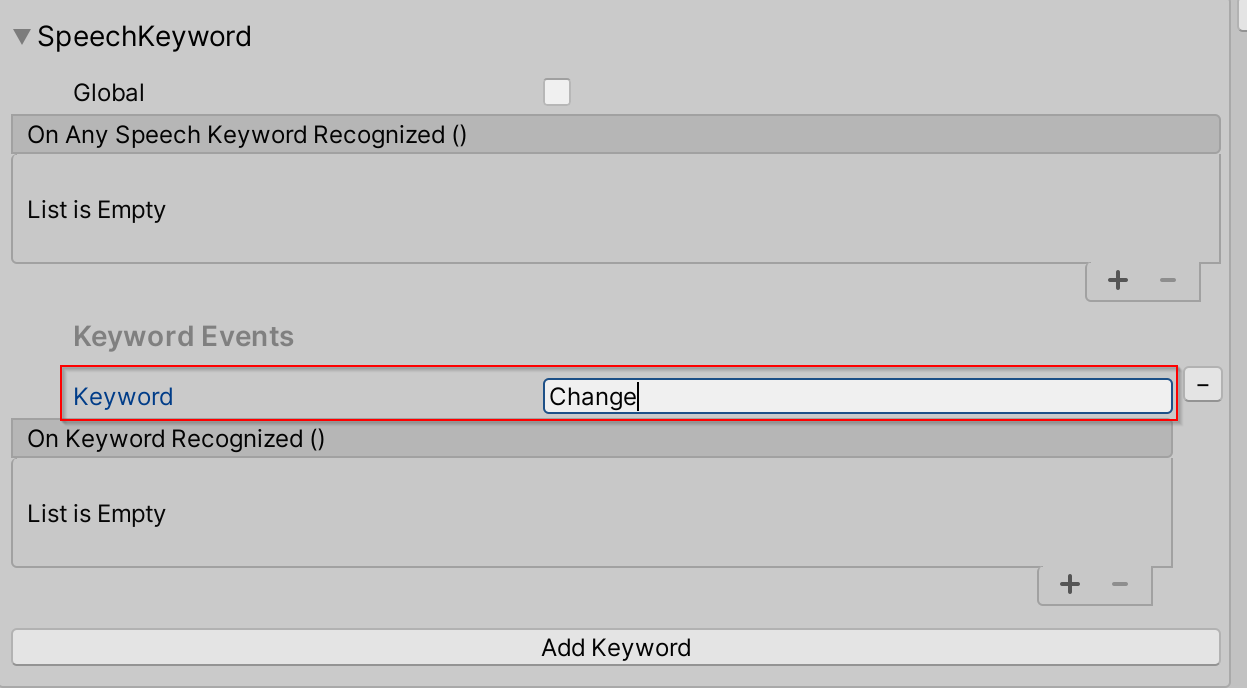 SpeechKeyword
Global
On Any Speech Keyword Recognized ()
List is Empty
Keyword Events
Keyword Change
On Keyword Recognized ()
List is Empty
Add Keyword